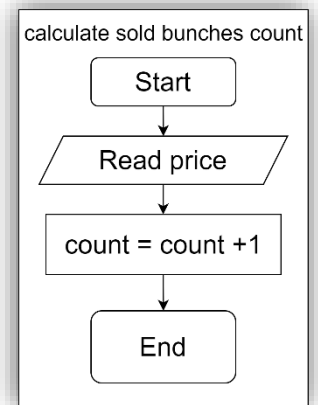 calculate sold bunches count
Start
Read price
count = count +1
End